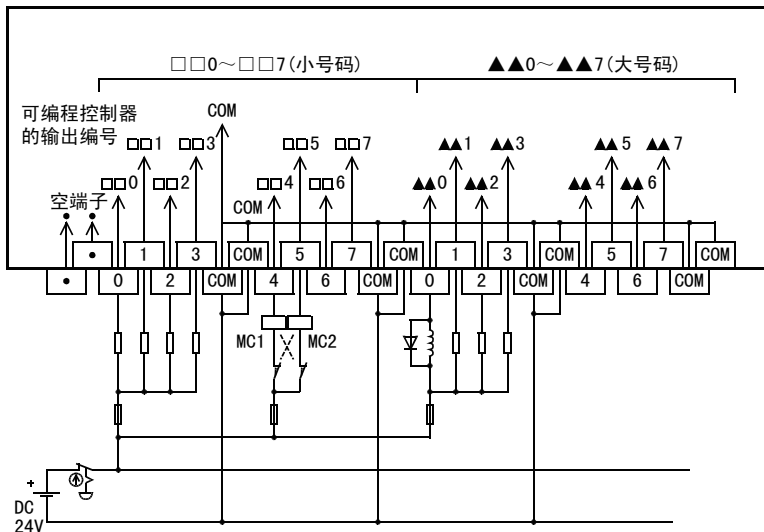 □□0～□□7(小号码) ▲▲0～▲▲7(大号码)
可编程控制器
的输出编号
COM
□□1 □□3 □□5 □□7 ▲▲1 ▲▲3 ▲▲5 ▲▲7
□□0 □□2 □□4 □□6 ▲▲0 ▲▲2 ▲▲4 ▲▲6
空端子
COM
• 1 3 COM 5 7 COM 1 3 COM 5 7 COM
• 0 2 COM 4 6 COM 0 2 COM 4 6 COM
MC1 MC2
+
DC
24V